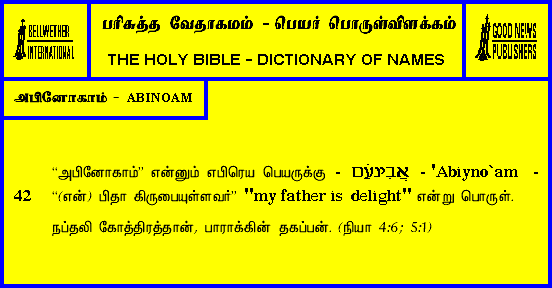 BELLWETHER
INTERNATIONAL
பரிசுத்த வேதாகமம் - பெயர் பொருள்விளக்கம்
THE HOLY BIBLE - DICTIONARY OF NAMES
GOOD NEWS
PUBLISHERS
அபினோகாம் - ABINOAM
42
“அபினோகாம்” என்னும் எபிரெய பெயருக்கு - אֲבִינֹעַם - 'Abiyno`am -
“(என்) பிதா கிருபையுள்ளவர்” "my father is delight" என்று பொருள்.
நப்தலி கோத்திரத்தான், பாராக்கின் தகப்பன். (நியா 4:6; 5:1)